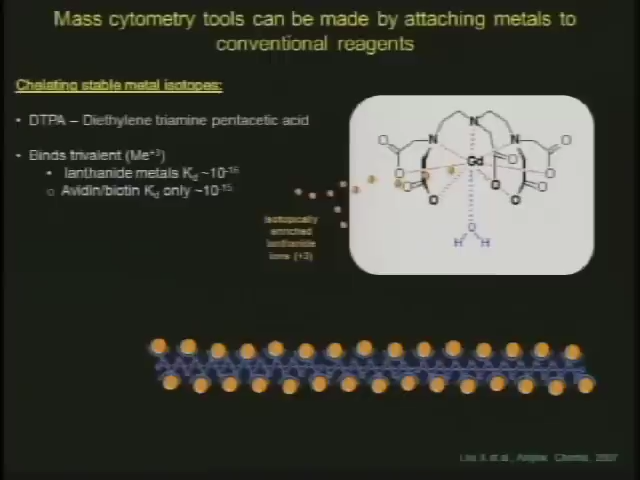 Mass cytometry tools can be made by attaching metals to
conventional reagents
Chelating stable metal isotopes:
• DTPA – Diethylene triamine pentacetic acid
• Binds trivalent (Me+3)
• lanthanide metals Kd ~10-16
o Avidin/biotin Kd only ~10-15
Isotopically
enriched
lanthanide
ions (+3)
N
N
N
O
O
O
O
Gd
O
O
O
O
O
O
O
H
H
et al., Angew. Chemie, 2007